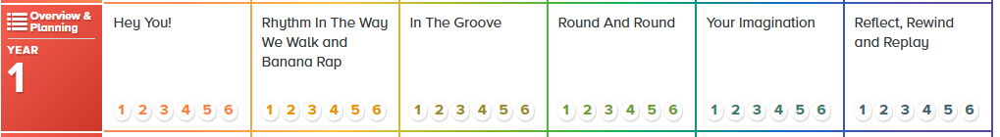 Overview &
Planning
YEAR
1
Hey You!
1 2 3 4 5 6
Rhythm In The Way
We Walk and
Banana Rap
1 2 3 4 5 6
In The Groove
1 2 3 4 5 6
Round And Round
1 2 3 4 5 6
Your Imagination
1 2 3 4 5 6
Reflect, Rewind
and Replay
1 2 3 4 5 6